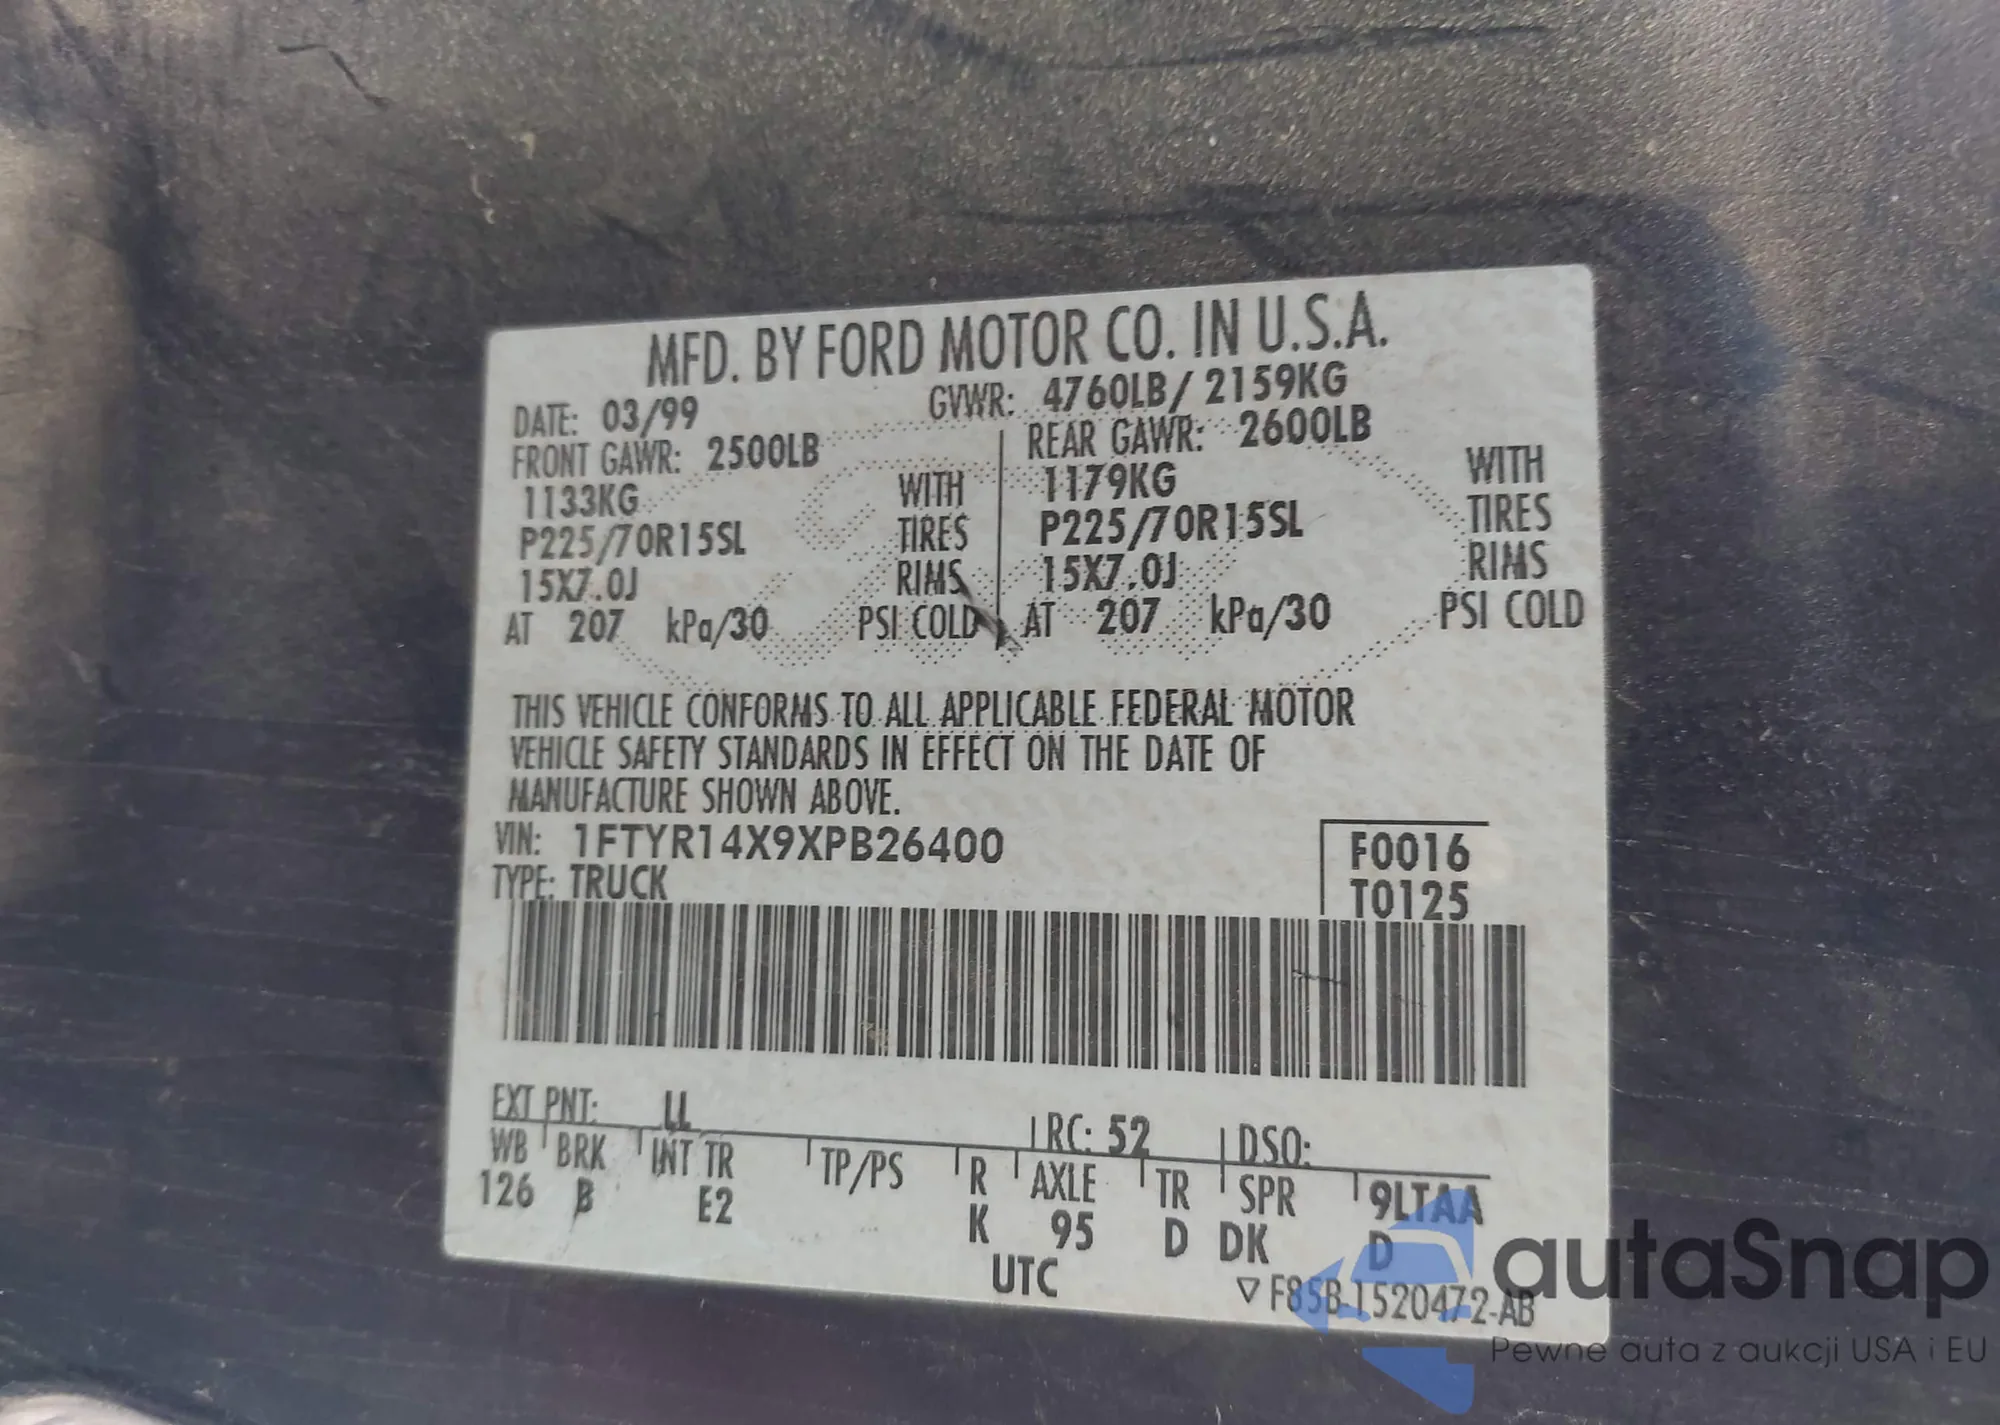 MFD. BY FORD MOTOR CO. IN U.S.A.
DATE: 03/99 GVWR: 4760LB/ 2159KG
FRONT GAWR: 2500LB REAR GAWR: 2600LB
1133KG WITH 1179KG WITH
P225/70R15SL TIRES P225/70R15SL TIRES
15X7.0J RIMS 15X7.0J RIMS
AT 207 kPa/30 PSI COLD AT 207 kPa/30 PSI COLD
THIS VEHICLE CONFORMS TO ALL APPLICABLE FEDERAL MOTOR
VEHICLE SAFETY STANDARDS IN EFFECT ON THE DATE OF
MANUFACTURE SHOWN ABOVE.
VIN: 1FTYR14X9XPB26400 F0016
TYPE: TRUCK T0125
EXT PNT: LL RC: 52 DSO:
WB BRK INT TR TP/PS R AXLE TR SPR 9LTAA
126 B E2 K 95 D DK D
UTC ▽F85B-1520472-AB
autaSnap
Pewne auta z aukcji USA i EU